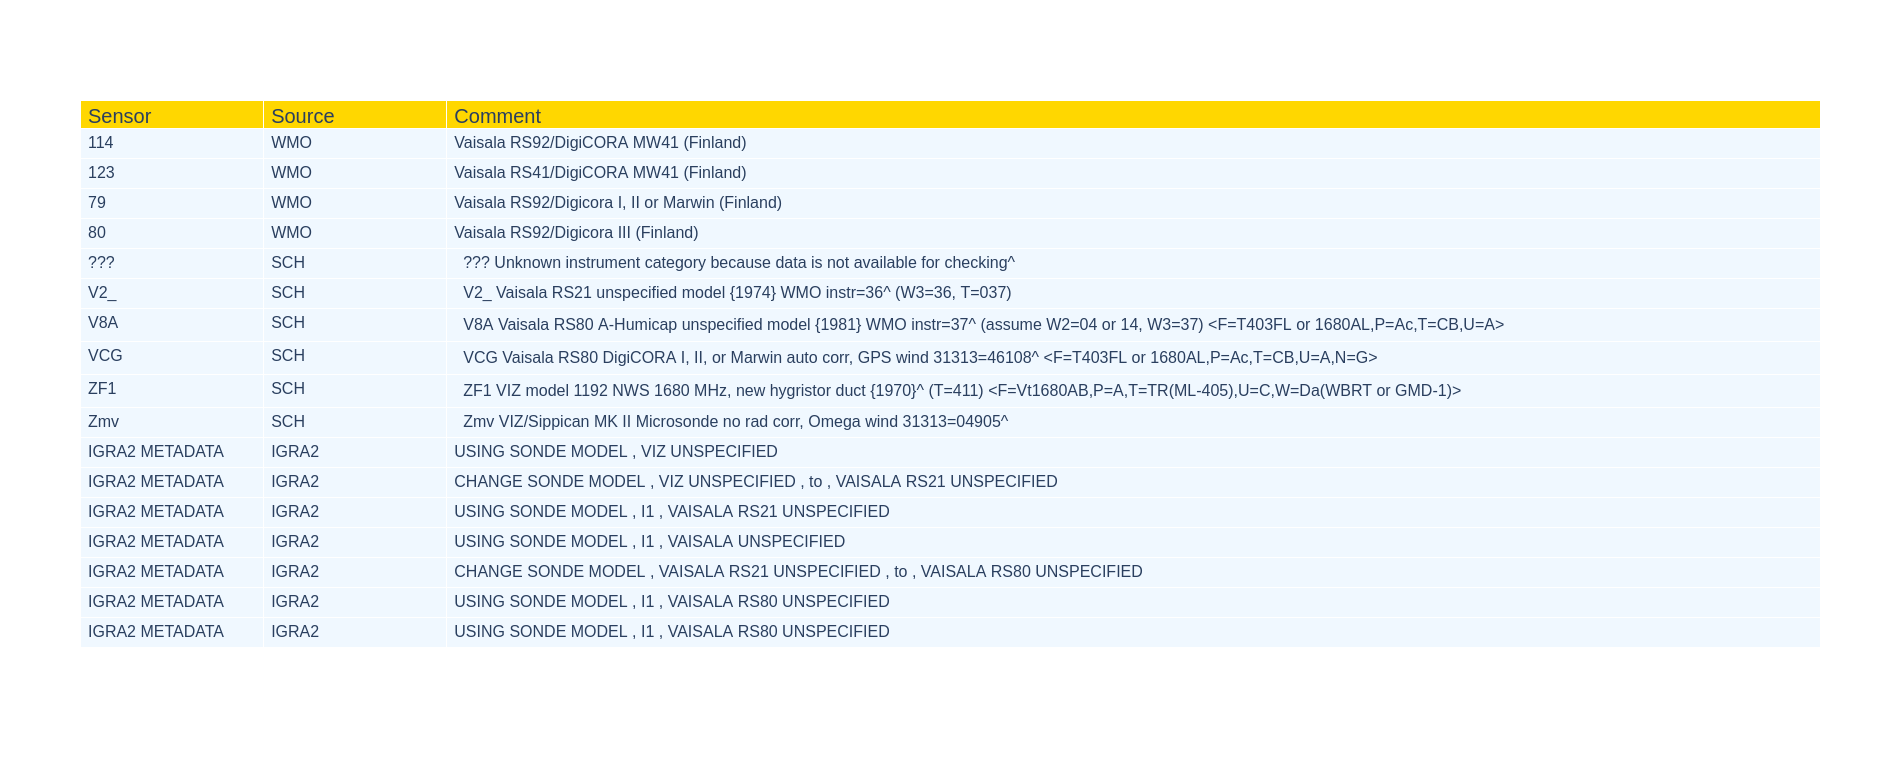 Sensor Source Comment
114 WMO Vaisala RS92/DigiCORA MW41 (Finland)
123 WMO Vaisala RS41/DigiCORA MW41 (Finland)
79 WMO Vaisala RS92/Digicora I, II or Marwin (Finland)
80 WMO Vaisala RS92/Digicora III (Finland)
??? SCH ??? Unknown instrument category because data is not available for checking^
V2_ SCH V2_ Vaisala RS21 unspecified model {1974} WMO instr=36^ (W3=36, T=037)
V8A SCH V8A Vaisala RS80 A-Humicap unspecified model {1981} WMO instr=37^ (assume W2=04 or 14, W3=37) <F=T403FL or 1680AL,P=Ac,T=CB,U=A>
VCG SCH VCG Vaisala RS80 DigiCORA I, II, or Marwin auto corr, GPS wind 31313=46108^ <F=T403FL or 1680AL,P=Ac,T=CB,U=A,N=G>
ZF1 SCH ZF1 VIZ model 1192 NWS 1680 MHz, new hygristor duct {1970}^ (T=411) <F=Vt1680AB,P=A,T=TR(ML-405),U=C,W=Da(WBRT or GMD-1)>
Zmv SCH Zmv VIZ/Sippican MK II Microsonde no rad corr, Omega wind 31313=04905^
IGRA2 METADATA IGRA2 USING SONDE MODEL , VIZ UNSPECIFIED
IGRA2 METADATA IGRA2 CHANGE SONDE MODEL , VIZ UNSPECIFIED , to , VAISALA RS21 UNSPECIFIED
IGRA2 METADATA IGRA2 USING SONDE MODEL , I1 , VAISALA RS21 UNSPECIFIED
IGRA2 METADATA IGRA2 USING SONDE MODEL , I1 , VAISALA UNSPECIFIED
IGRA2 METADATA IGRA2 CHANGE SONDE MODEL , VAISALA RS21 UNSPECIFIED , to , VAISALA RS80 UNSPECIFIED
IGRA2 METADATA IGRA2 USING SONDE MODEL , I1 , VAISALA RS80 UNSPECIFIED
IGRA2 METADATA IGRA2 USING SONDE MODEL , I1 , VAISALA RS80 UNSPECIFIED